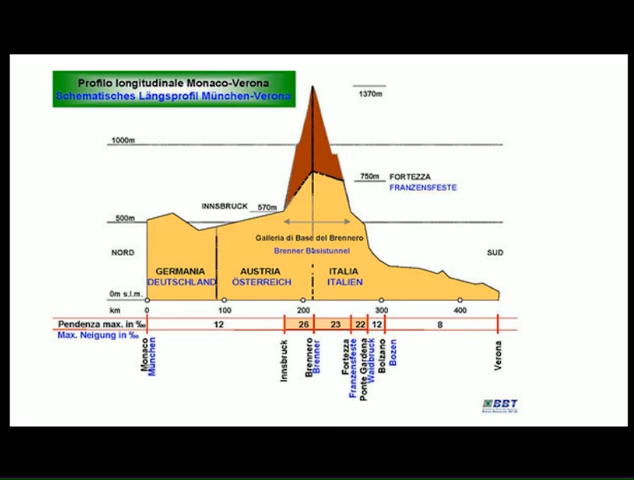 Profilo longitudinale Monaco-Verona
Schematisches Längsprofil München-Verona
1370m
1000m
750m
FORTEZZA
FRANZENSFESTE
INNSBRUCK
570m
500m
Galleria di Base del Brennero
Brenner Basistunnel
NORD
SUD
GERMANIA
DEUTSCHLAND
AUSTRIA
ÖSTERREICH
ITALIA
ITALIEN
0m s.l.m.
km
0
100
200
300
400
Pendenza max. in ‰
12
26
23
22
12
8
Max. Neigung in ‰
Monaco
München
Innsbruck
Brennero
Brenner
Fortezza
Franzensfeste
Ponte Gardena
Waidbruck
Bolzano
Bozen
Verona
BBT